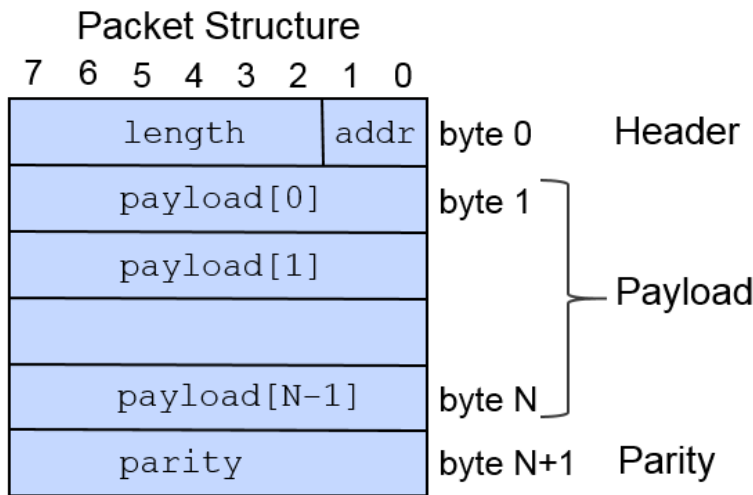 Packet Structure
7 6 5 4 3 2 1 0
length addr byte 0 Header
payload[0] byte 1
payload[1]
Payload
payload[N-1] byte N
parity byte N+1 Parity